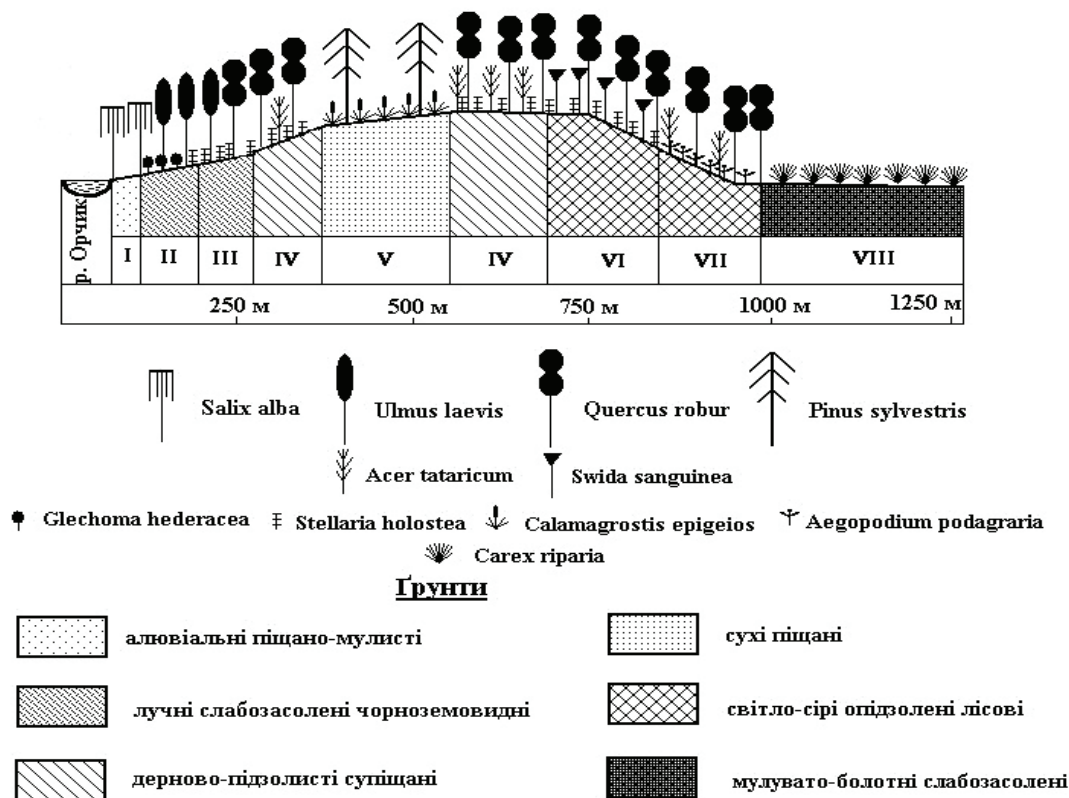 р. Орчик
I II III IV V IV VI VII VIII
250 м 500 м 750 м 1000 м 1250 м
Salix alba Ulmus laevis Quercus robur Pinus sylvestris
Acer tataricum Swida sanguinea
Glechoma hederacea Stellaria holostea Calamagrostis epigeios Aegopodium podagraria
Carex riparia
Ґрунти
алювіальні піщано-мулисті сухі піщані
лучні слабозасолені чорноземовидні світло-сірі опідзолені лісові
дерново-підзолисті супіщані мулувато-болотні слабозасолені